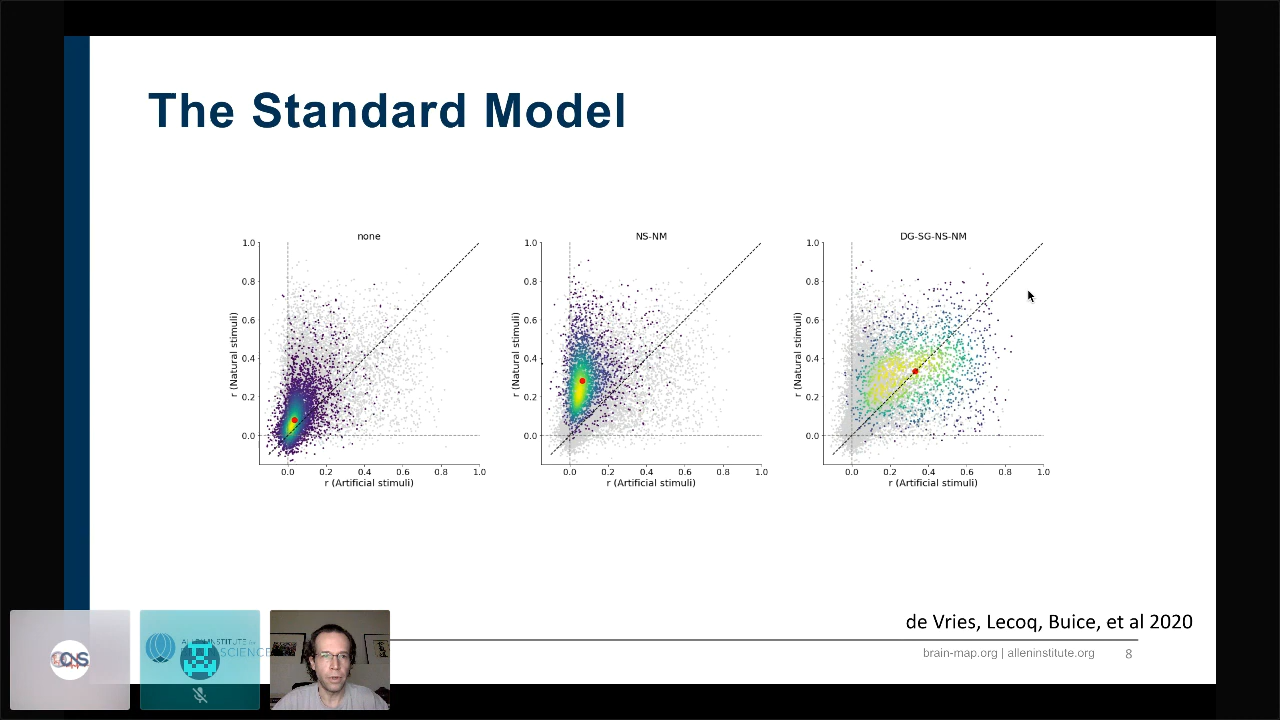 The Standard Model
none
1.0
0.8
0.6
0.4
0.2
0.0
r (Natural stimuli)
0.0 0.2 0.4 0.6 0.8 1.0
r (Artificial stimuli)
NS-NM
1.0
0.8
0.6
0.4
0.2
0.0
r (Natural stimuli)
0.0 0.2 0.4 0.6 0.8 1.0
r (Artificial stimuli)
DG-SG-NS-NM
1.0
0.8
0.6
0.4
0.2
0.0
r (Natural stimuli)
0.0 0.2 0.4 0.6 0.8 1.0
r (Artificial stimuli)
de Vries, Lecoq, Buice, et al 2020
brain-map.org | alleninstitute.org 8